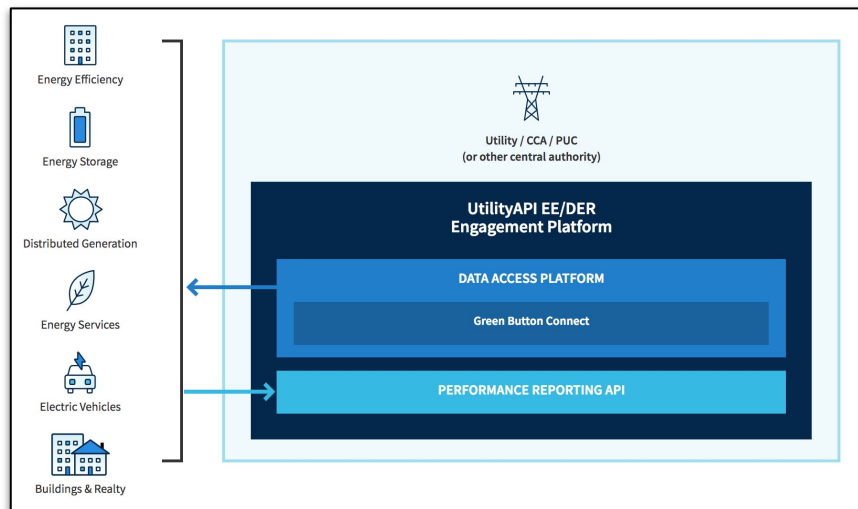 Energy Efficiency
Energy Storage
Distributed Generation
Energy Services
Electric Vehicles
Buildings & Realty
Utility / CCA / PUC
(or other central authority)
UtilityAPI EE/DER
Engagement Platform
DATA ACCESS PLATFORM
Green Button Connect
PERFORMANCE REPORTING API